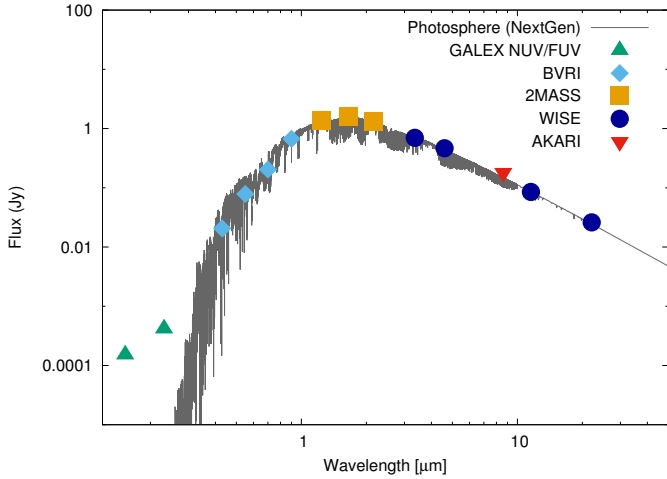 100
1
0.01
0.0001
Flux (Jy)
Photosphere (NextGen)
GALEX NUV/FUV
BVRI
2MASS
WISE
AKARI
1
10
Wavelength [μm]